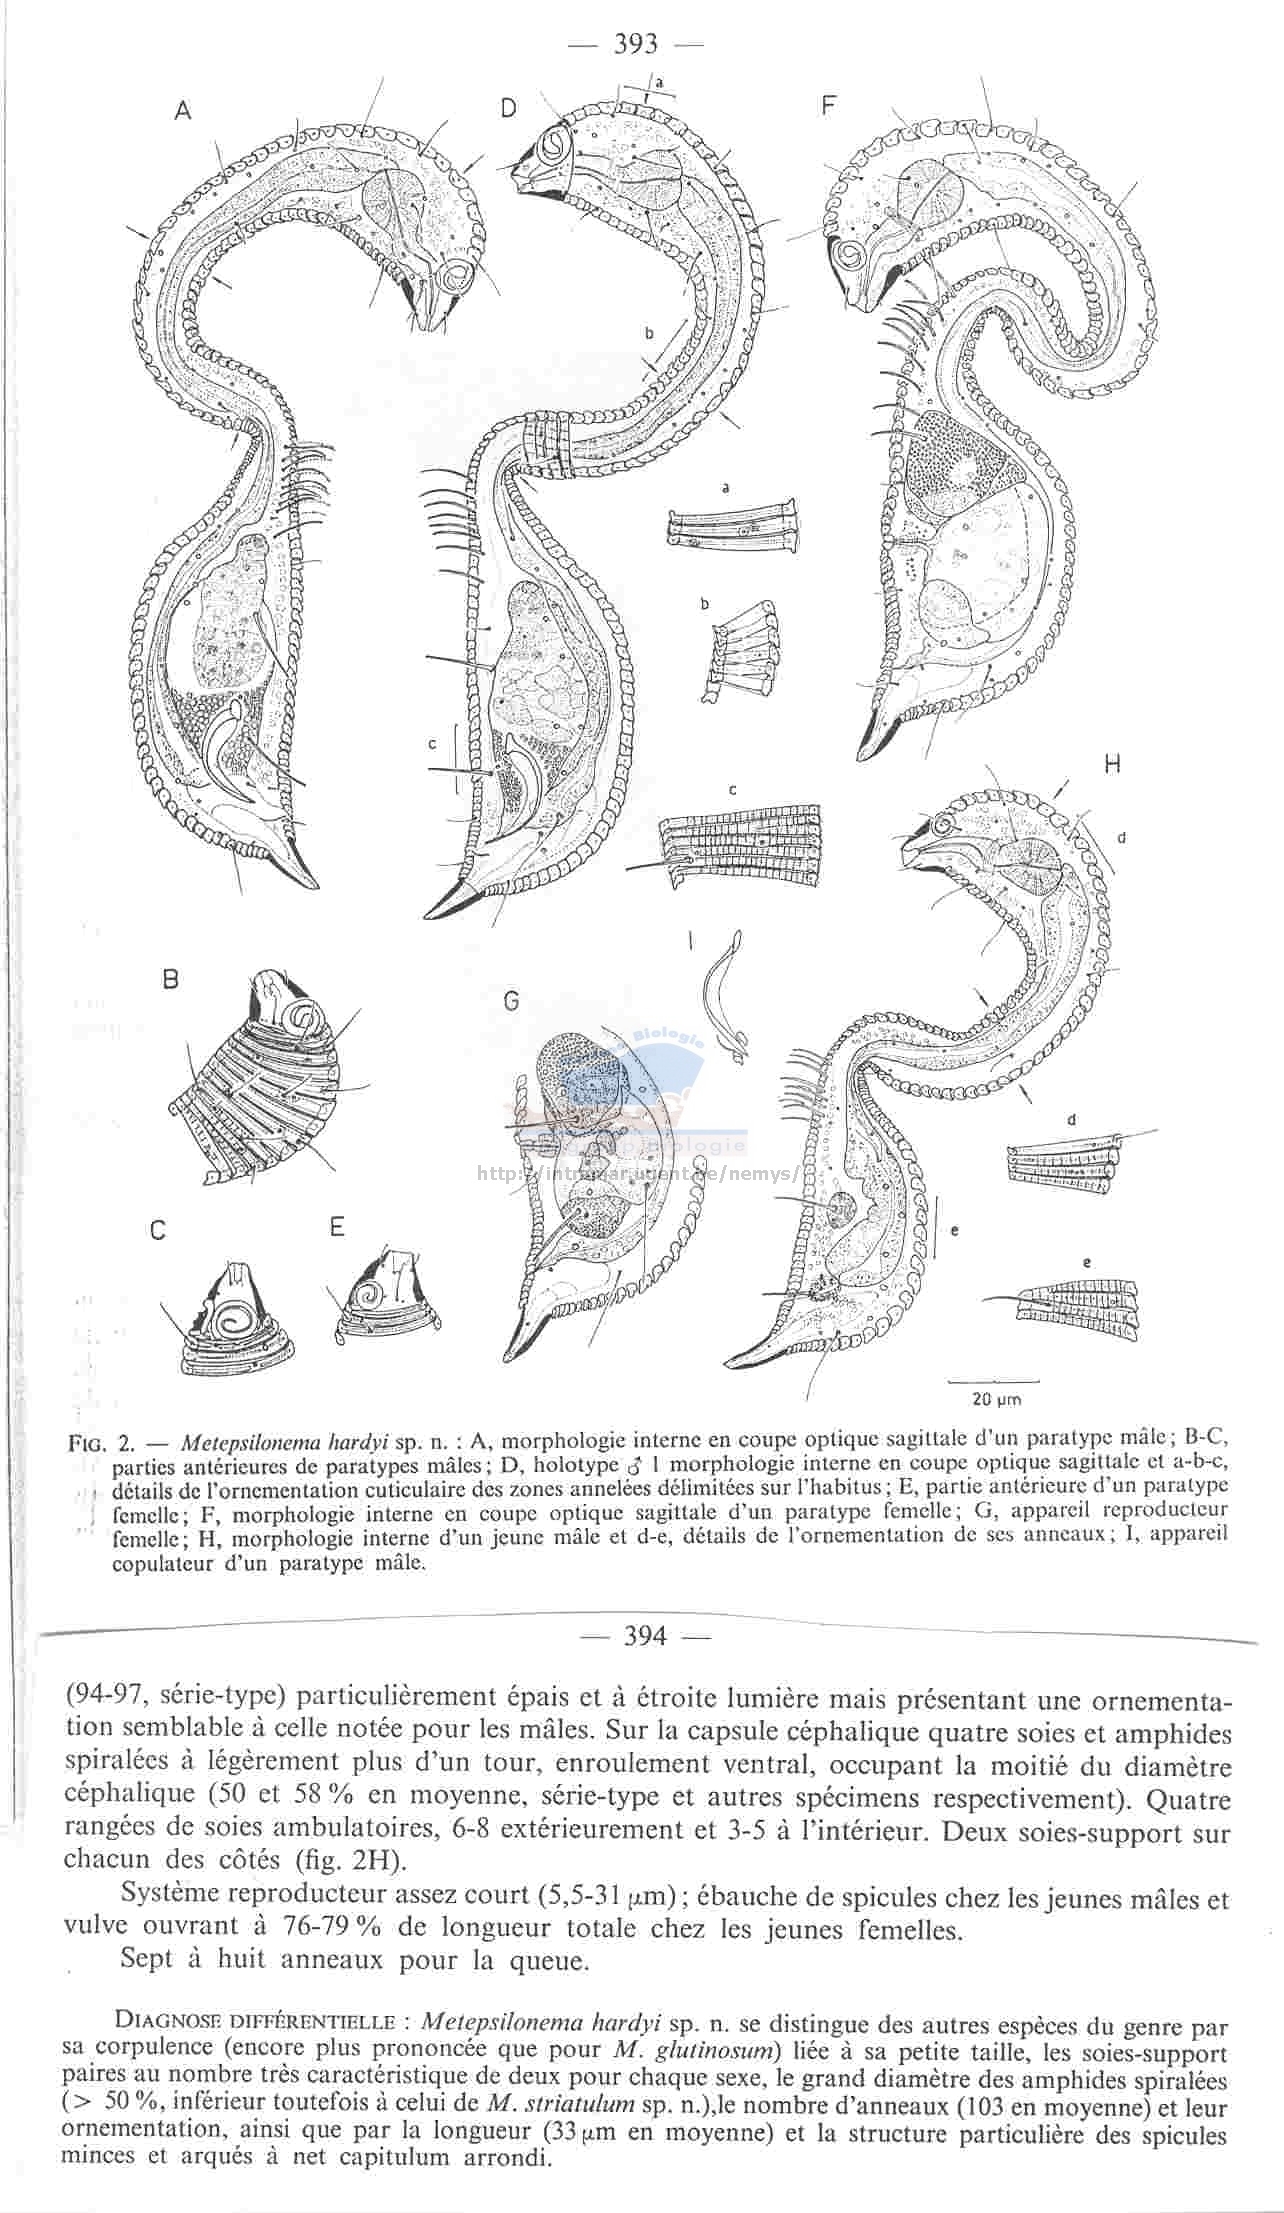 — 393 —
A
D
a
F
b
a
b
c
c
H
d
I
B
G
Biologie
http://intramar.ugent.be/nemys/
d
C
E
e
e
20 µm
FIG. 2. — Metepsilonema hardyi sp. n. : A, morphologie interne en coupe optique sagittale d'un paratype mâle; B-C,
parties antérieures de paratypes mâles; D, holotype ♂ 1 morphologie interne en coupe optique sagittale et a-b-c,
détails de l'ornementation cuticulaire des zones annelées délimitées sur l'habitus; E, partie antérieure d'un paratype
femelle; F, morphologie interne en coupe optique sagittale d'un paratype femelle; G, appareil reproducteur
femelle; H, morphologie interne d'un jeune mâle et d-e, détails de l'ornementation de ses anneaux; I, appareil
copulateur d'un paratype mâle.
— 394 —
(94-97, série-type) particulièrement épais et à étroite lumière mais présentant une ornementa-
tion semblable à celle notée pour les mâles. Sur la capsule céphalique quatre soies et amphides
spiralées à légèrement plus d'un tour, enroulement ventral, occupant la moitié du diamètre
céphalique (50 et 58 % en moyenne, série-type et autres spécimens respectivement). Quatre
rangées de soies ambulatoires, 6-8 extérieurement et 3-5 à l'intérieur. Deux soies-support sur
chacun des côtés (fig. 2H).
Système reproducteur assez court (5,5-31 µm); ébauche de spicules chez les jeunes mâles et
vulve ouvrant à 76-79 % de longueur totale chez les jeunes femelles.
Sept à huit anneaux pour la queue.
DIAGNOSE DIFFÉRENTIELLE : Metepsilonema hardyi sp. n. se distingue des autres espèces du genre par
sa corpulence (encore plus prononcée que pour M. glutinosum) liée à sa petite taille, les soies-support
paires au nombre très caractéristique de deux pour chaque sexe, le grand diamètre des amphides spiralées
(> 50 %, inférieur toutefois à celui de M. striatulum sp. n.),le nombre d'anneaux (103 en moyenne) et leur
ornementation, ainsi que par la longueur (33 µm en moyenne) et la structure particulière des spicules
minces et arqués à net capitulum arrondi.